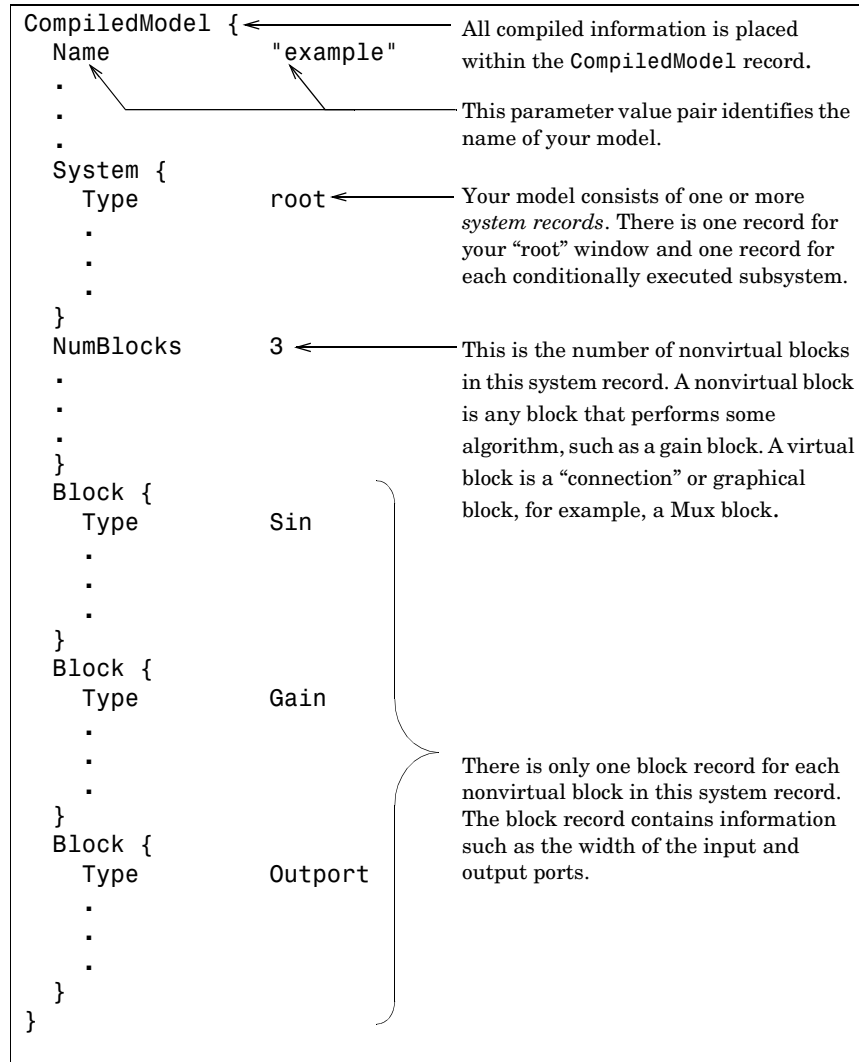 CompiledModel {
All compiled information is placed
within the CompiledModel record.
Name "example"
.
.
.
This parameter value pair identifies the
name of your model.
System {
Type root
Your model consists of one or more
system records. There is one record for
your “root” window and one record for
each conditionally executed subsystem.
.
.
.
}
NumBlocks 3
This is the number of nonvirtual blocks
in this system record. A nonvirtual block
is any block that performs some
algorithm, such as a gain block. A virtual
block is a “connection” or graphical
block, for example, a Mux block.
.
.
.
}
Block {
Type Sin
.
.
.
}
Block {
Type Gain
.
.
.
}
There is only one block record for each
nonvirtual block in this system record.
The block record contains information
such as the width of the input and
output ports.
Block {
Type Outport
.
.
.
}
}